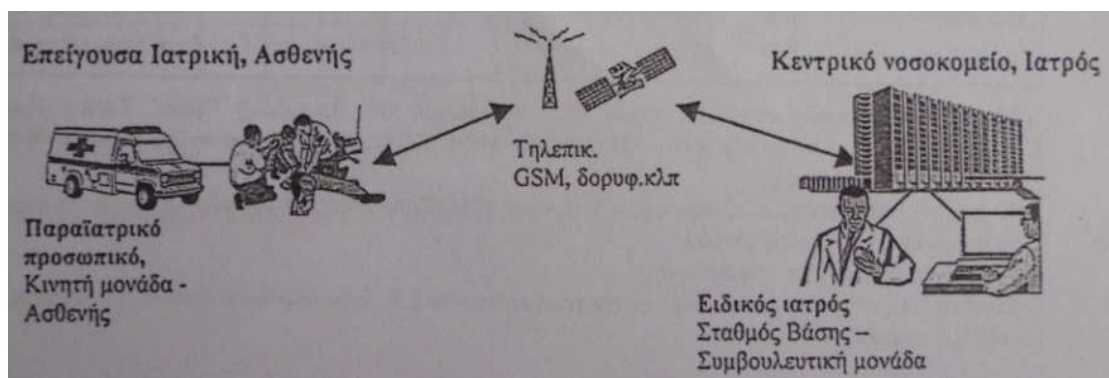 Επείγουσα Ιατρική, Ασθενής
Κεντρικό νοσοκομείο, Ιατρός
Τηλεπικ.
GSM, δορυφ.κλπ
Παραϊατρικό
προσωπικό,
Κινητή μονάδα -
Ασθενής
Ειδικός ιατρός
Σταθμός Βάσης –
Συμβουλευτική μονάδα